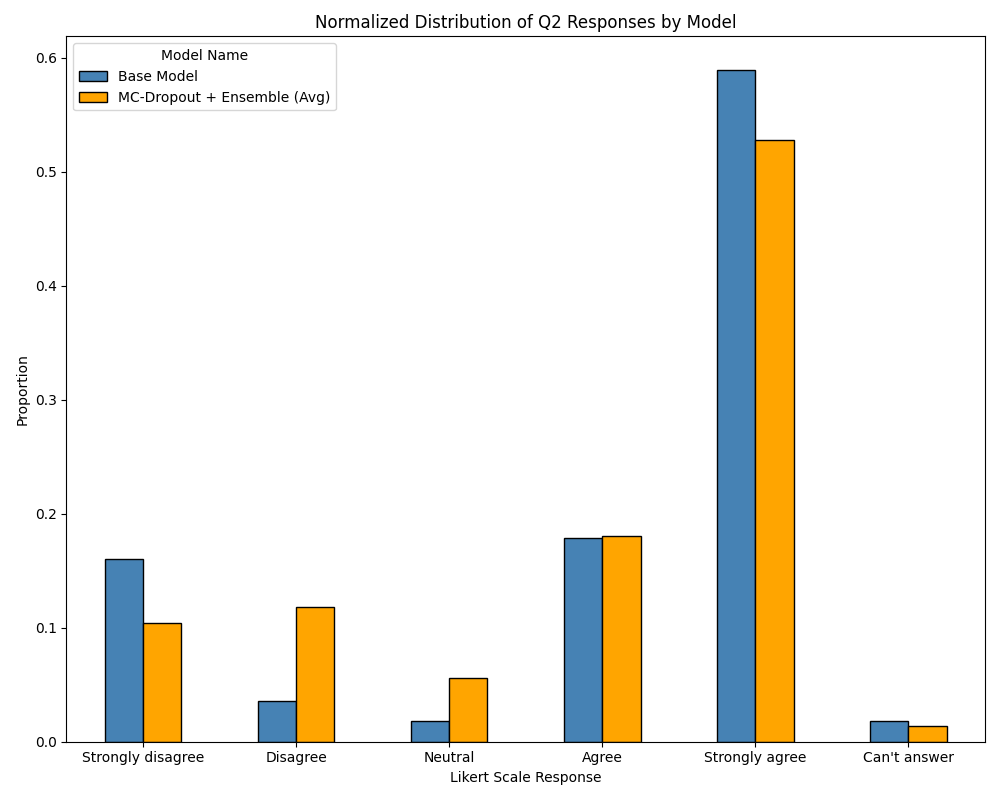 Normalized Distribution of Q2 Responses by Model
Model Name
Base Model
MC-Dropout + Ensemble (Avg)
0.6
0.5
0.4
0.3
0.2
0.1
0.0
Proportion
Strongly disagree
Disagree
Neutral
Agree
Strongly agree
Can't answer
Likert Scale Response